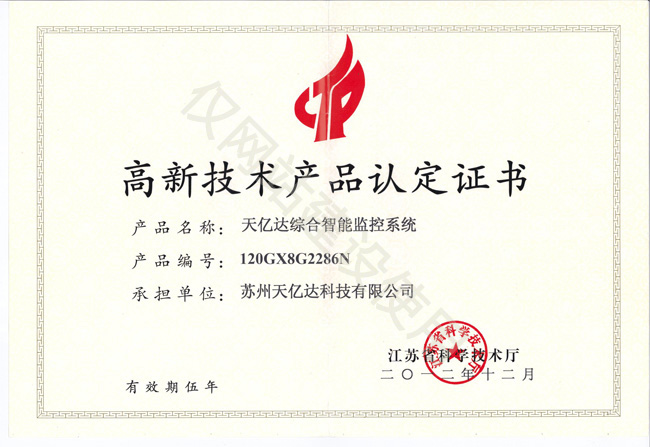 高新技术产品认定证书
产品名称：天亿达综合智能监控系统
产品编号：120GX8G2286N
承担单位：苏州天亿达科技有限公司
江苏省科学技术厅
二〇一二年十二月
有效期伍年
江苏省科学技术厅
仅网站建设使用